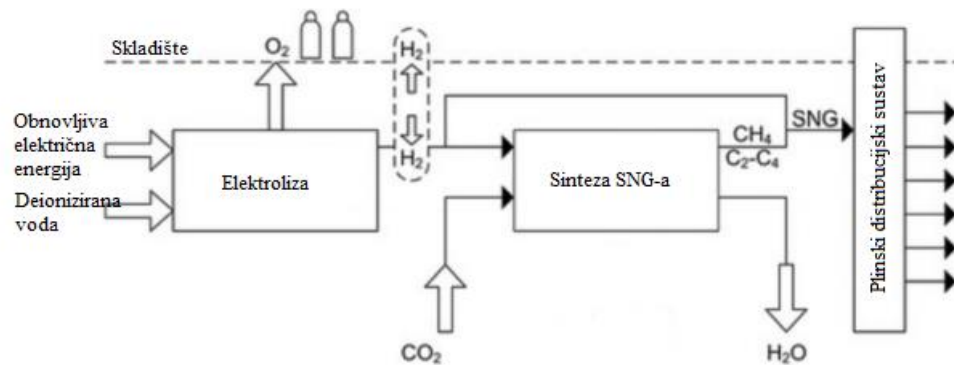 Skladište
O₂
H₂
Obnovljiva
električna
energija
Deionizirana
voda
Elektroliza
H₂
Sinteza SNG-a
CH₄
C₂-C₄
SNG
Plinski distribucijski sustav
CO₂
H₂O